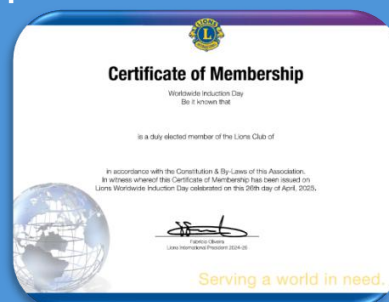 LIONS
L
INTERNATIONAL
Certificate of Membership
Worldwide Induction Day
Be it known that
is a duly elected member of the Lions Club of
in accordance with the Constitution & By-Laws of this Association.
In witness whereof this Certificate of Membership has been issued on
Lions Worldwide Induction Day celebrated on this 26th day of April, 2025.
Fabrício Oliveira
Lions International President 2024-25
Serving a world in need.